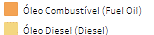 Óleo Combustível (Fuel Oil)
Óleo Diesel (Diesel)